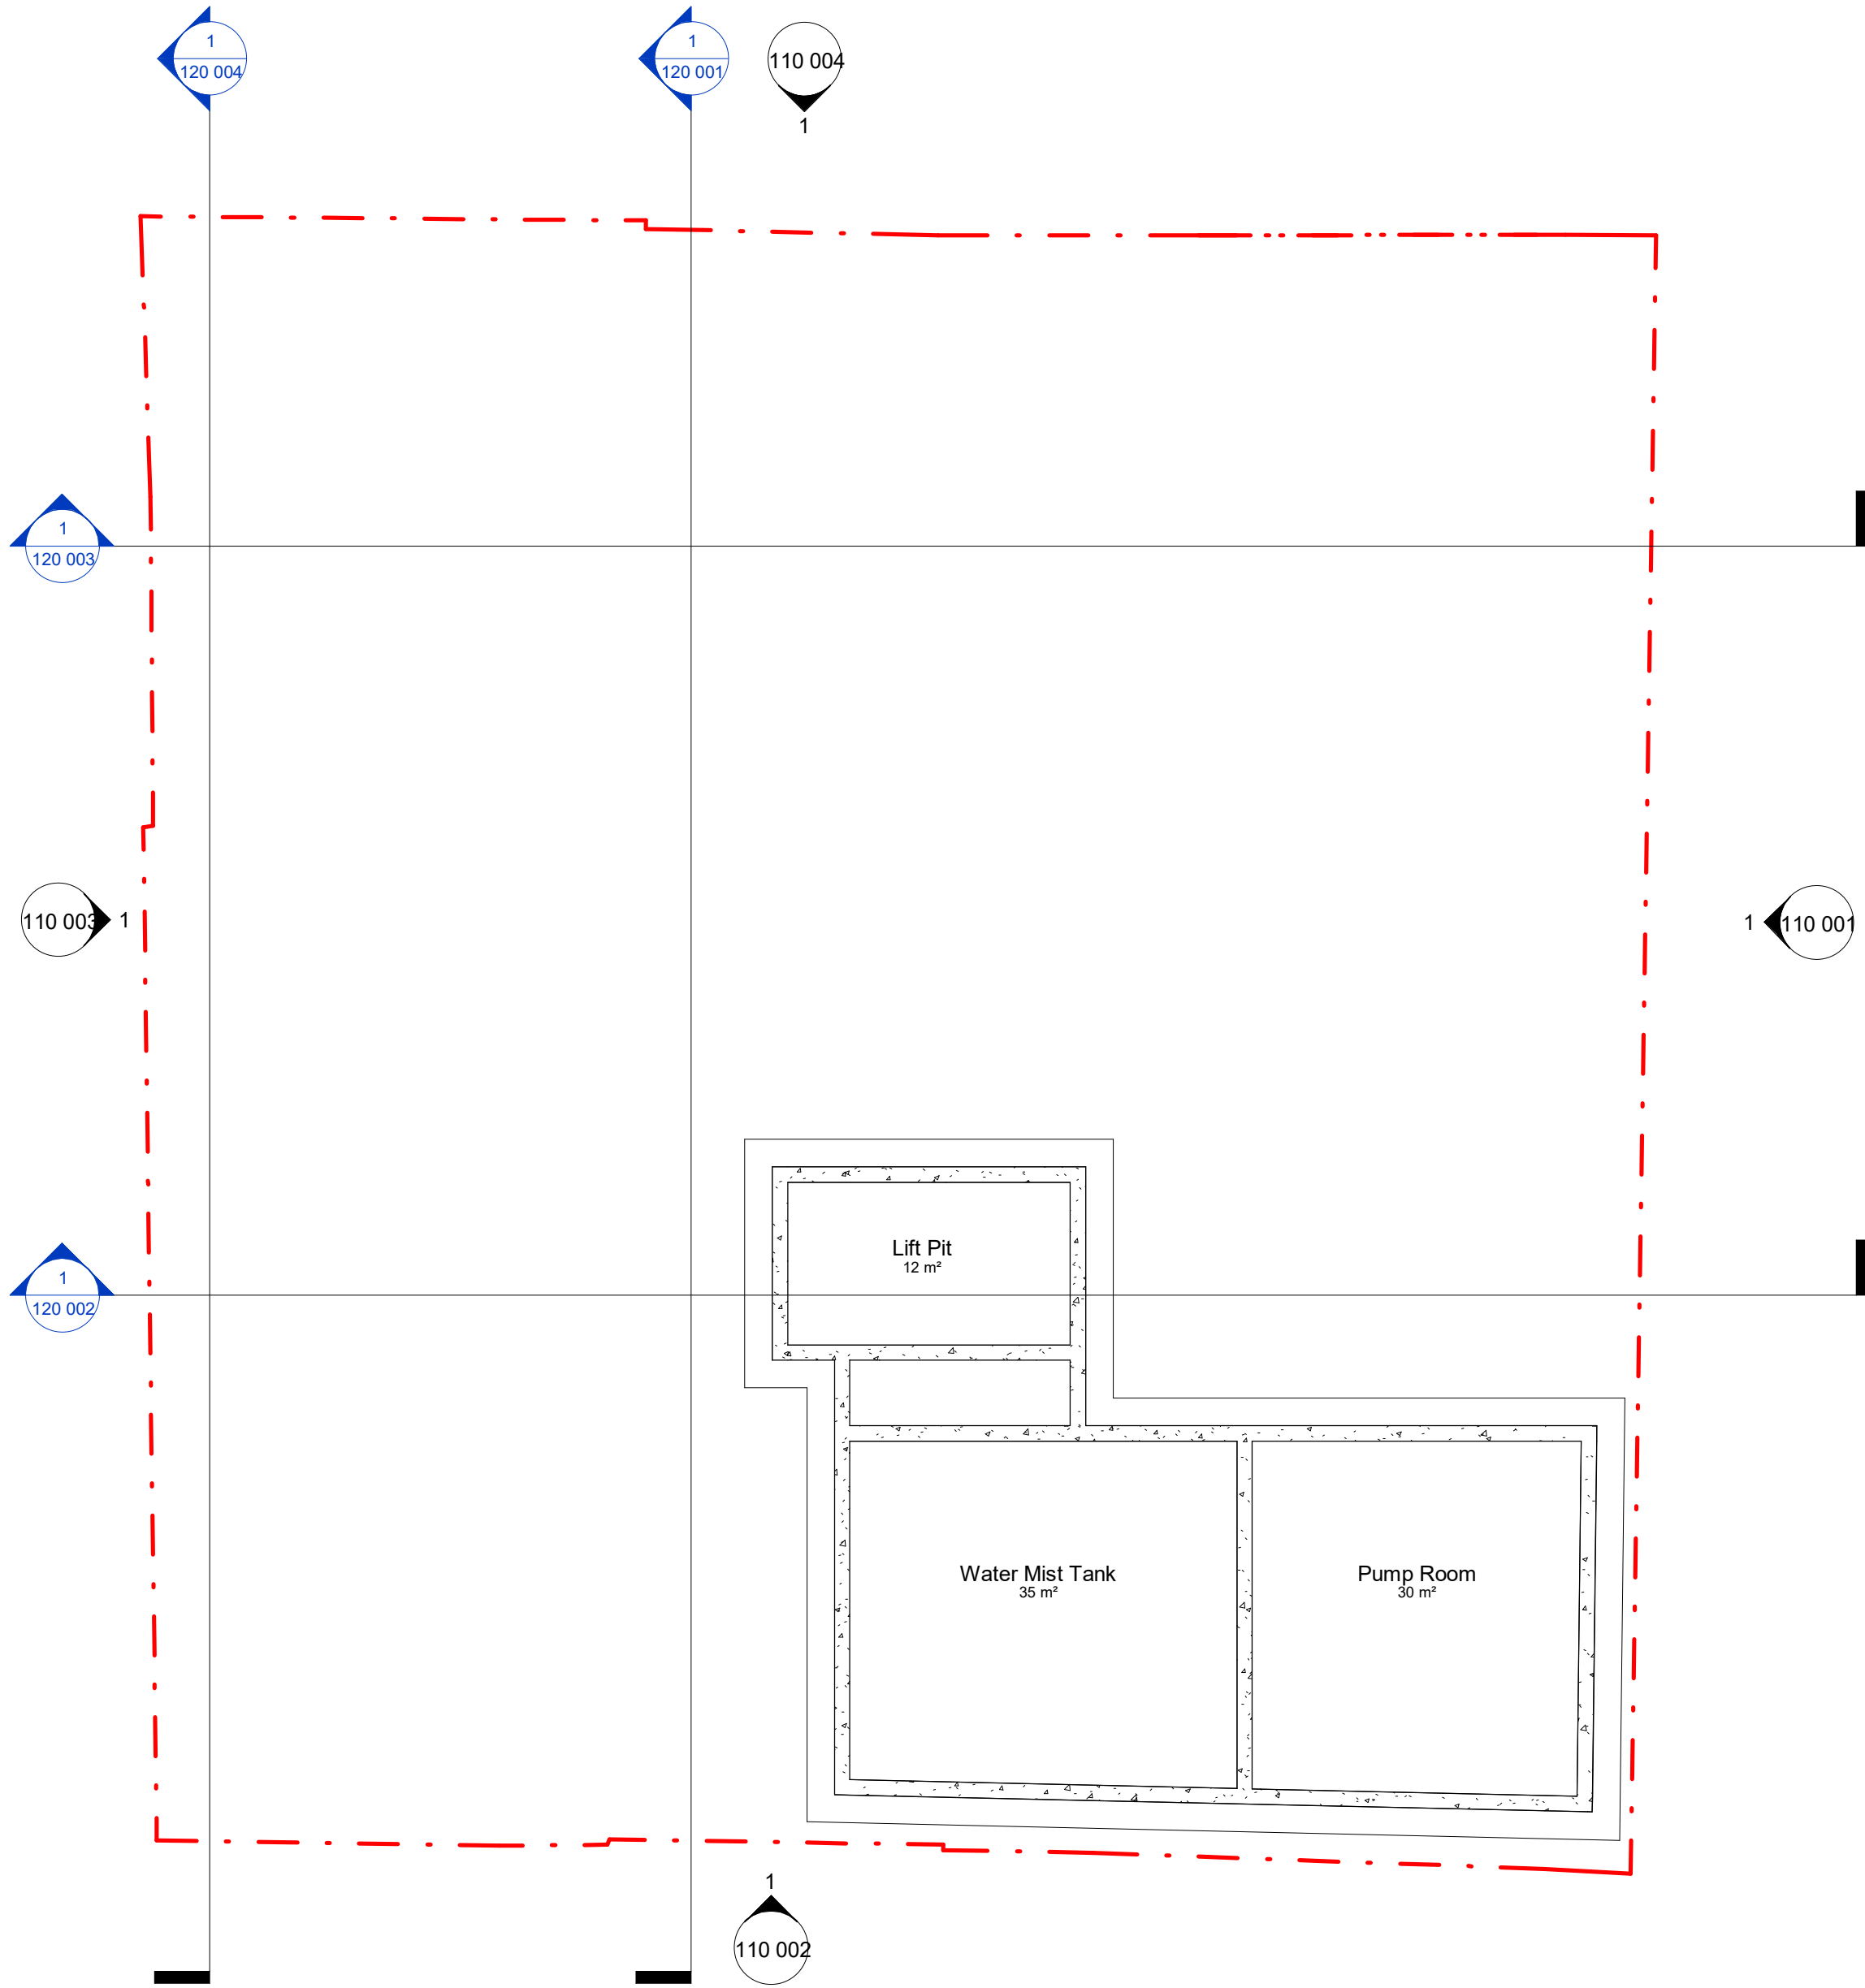 1
120 004
1
120 001
110 004
1
1
120 003
110 003
1
1
110 001
Lift Pit
12 m²
1
120 002
Water Mist Tank
35 m²
Pump Room
30 m²
1
110 002